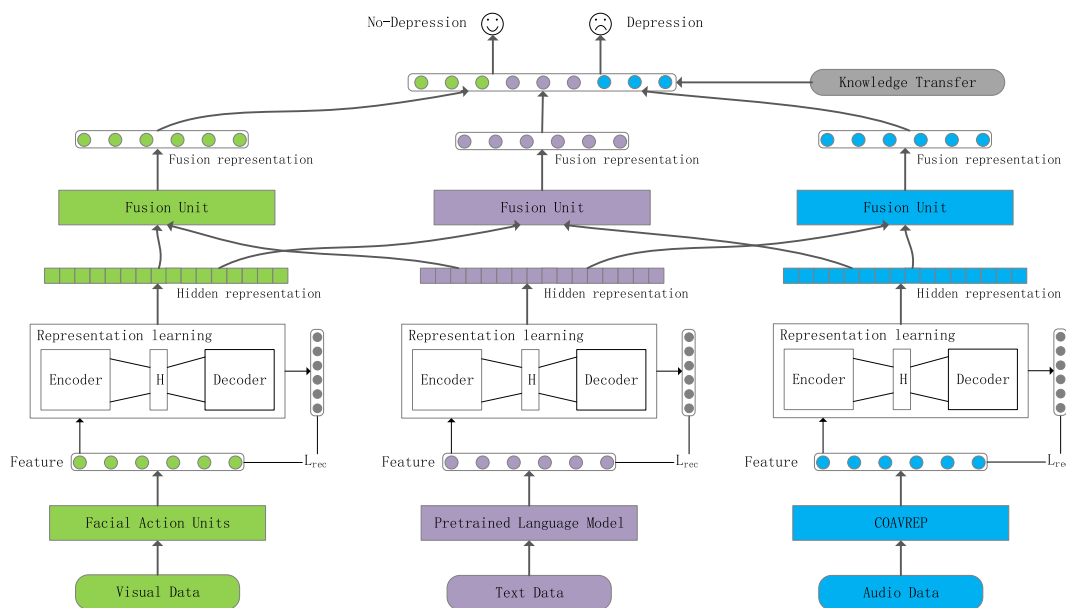 No-Depression
Depression
Knowledge Transfer
Fusion representation
Fusion representation
Fusion representation
Fusion Unit
Fusion Unit
Fusion Unit
Hidden representation
Hidden representation
Hidden representation
Representation learning
Representation learning
Representation learning
Encoder
H
Decoder
Encoder
H
Decoder
Encoder
H
Decoder
Feature
Lrec
Feature
Lrec
Feature
Lrec
Facial Action Units
Pretrained Language Model
COAVREP
Visual Data
Text Data
Audio Data